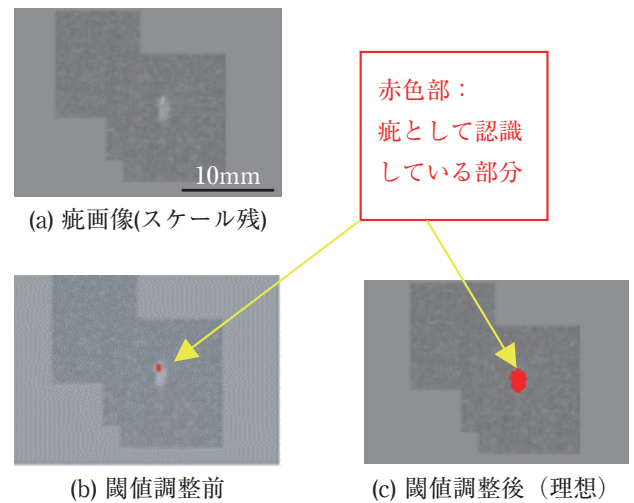 赤色部：
疵として認識
している部分
10mm
(a) 疵画像(スケール残)
(b) 閾値調整前
(c) 閾値調整後（理想）